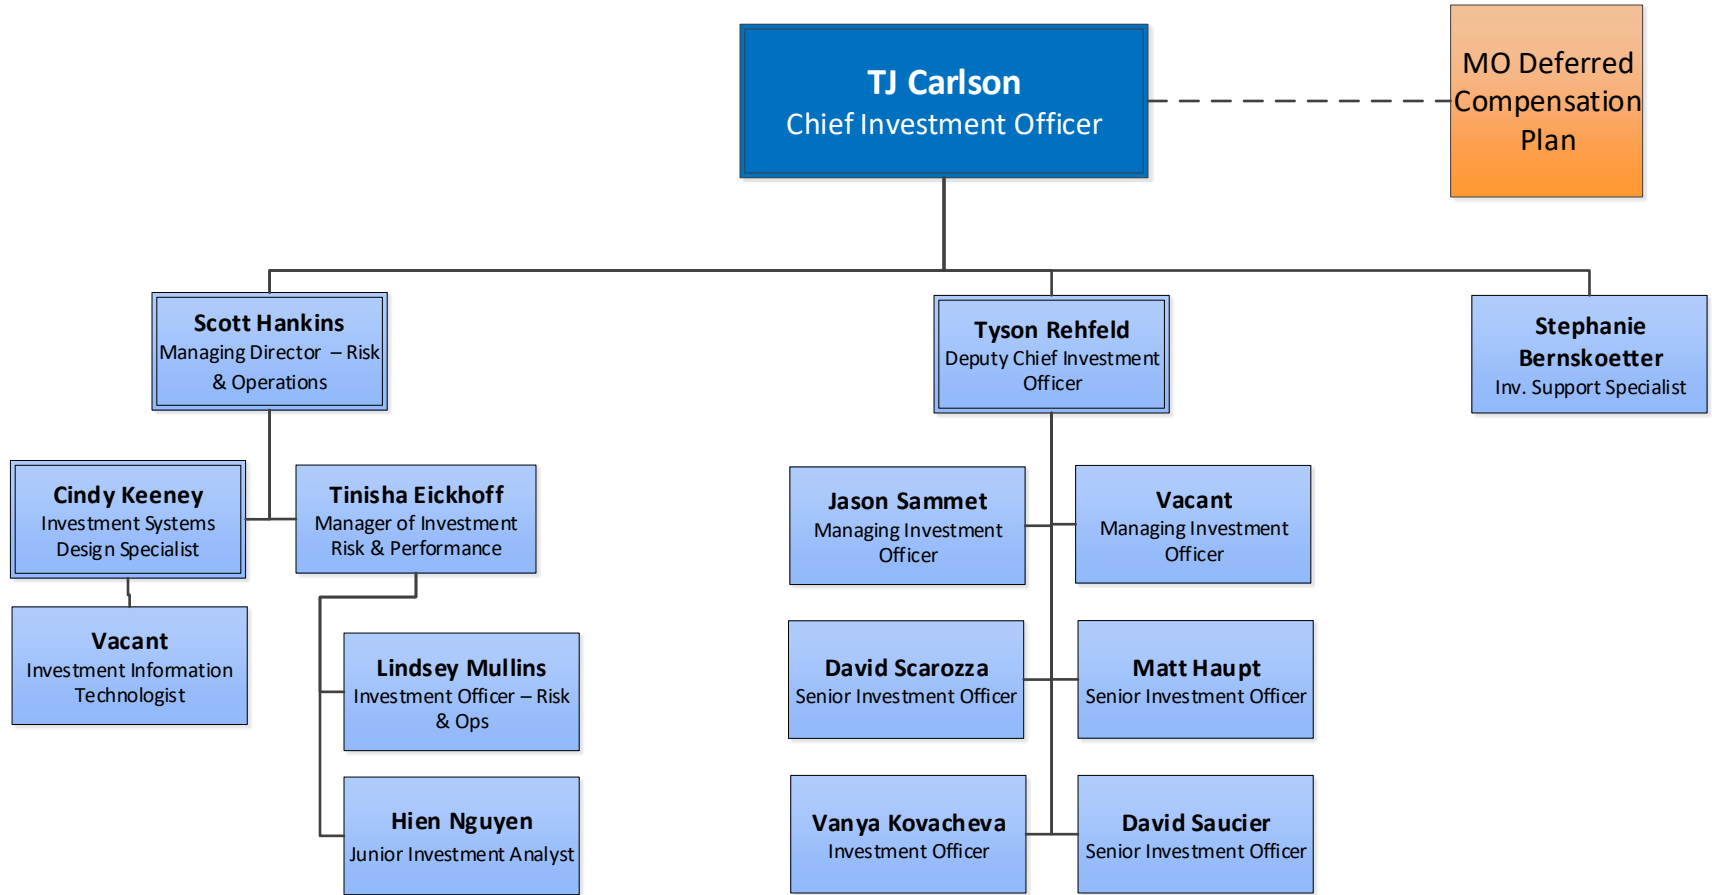 TJ Carlson
Chief Investment Officer
MO Deferred
Compensation
Plan
Scott Hankins
Managing Director – Risk
& Operations
Tyson Rehfeld
Deputy Chief Investment
Officer
Stephanie
Bernskoetter
Inv. Support Specialist
Cindy Keeney
Investment Systems
Design Specialist
Tinisha Eickhoff
Manager of Investment
Risk & Performance
Jason Sammet
Managing Investment
Officer
Vacant
Managing Investment
Officer
Vacant
Investment Information
Technologist
Lindsey Mullins
Investment Officer – Risk
& Ops
David Scarozza
Senior Investment Officer
Matt Haupt
Senior Investment Officer
Hien Nguyen
Junior Investment Analyst
Vanya Kovacheva
Investment Officer
David Saucier
Senior Investment Officer